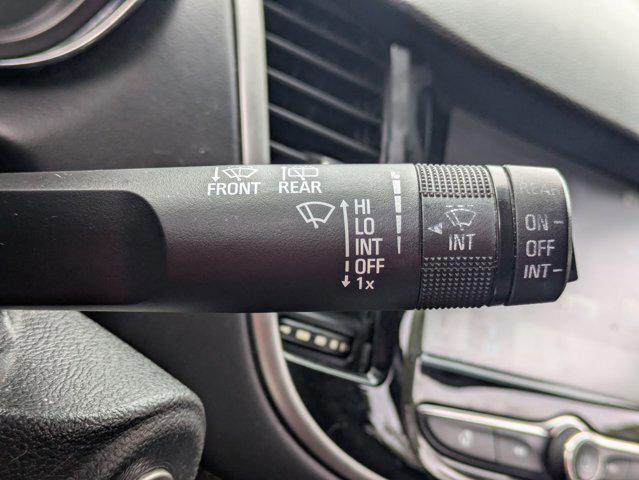 FRONT
REAR
HI
LO
INT
OFF
1x
INT
REAR
ON
OFF
INT